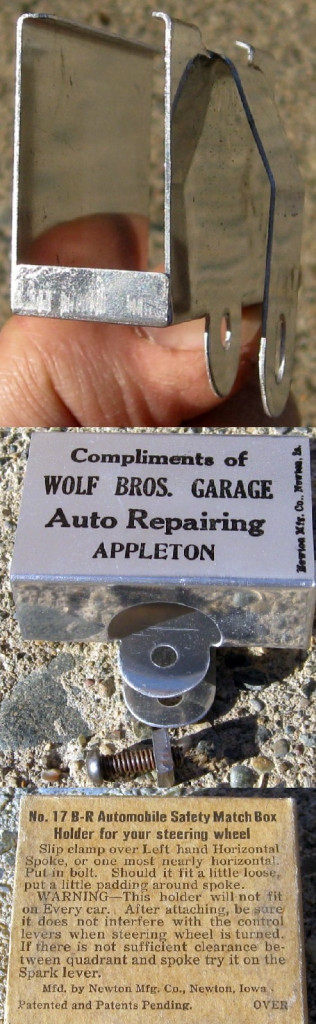 Compliments of
WOLF BROS. GARAGE
Auto Repairing
APPLETON
Newton Mfg. Co., Newton, Ia.
No. 17 B-R Automobile Safety Match Box
Holder for your steering wheel
Slip clamp over Left hand Horizontal
Spoke, or one most nearly horizontal.
Put in bolt. Should it fit a little loose,
put a little padding around spoke.
WARNING—This holder will not fit
on Every car. After attaching, be sure
it does not interfere with the control
levers when steering wheel is turned.
If there is not sufficient clearance be-
tween quadrant and spoke try it on the
Spark lever.
Mfd. by Newton Mfg. Co., Newton, Iowa
Patented and Patents Pending. OVER